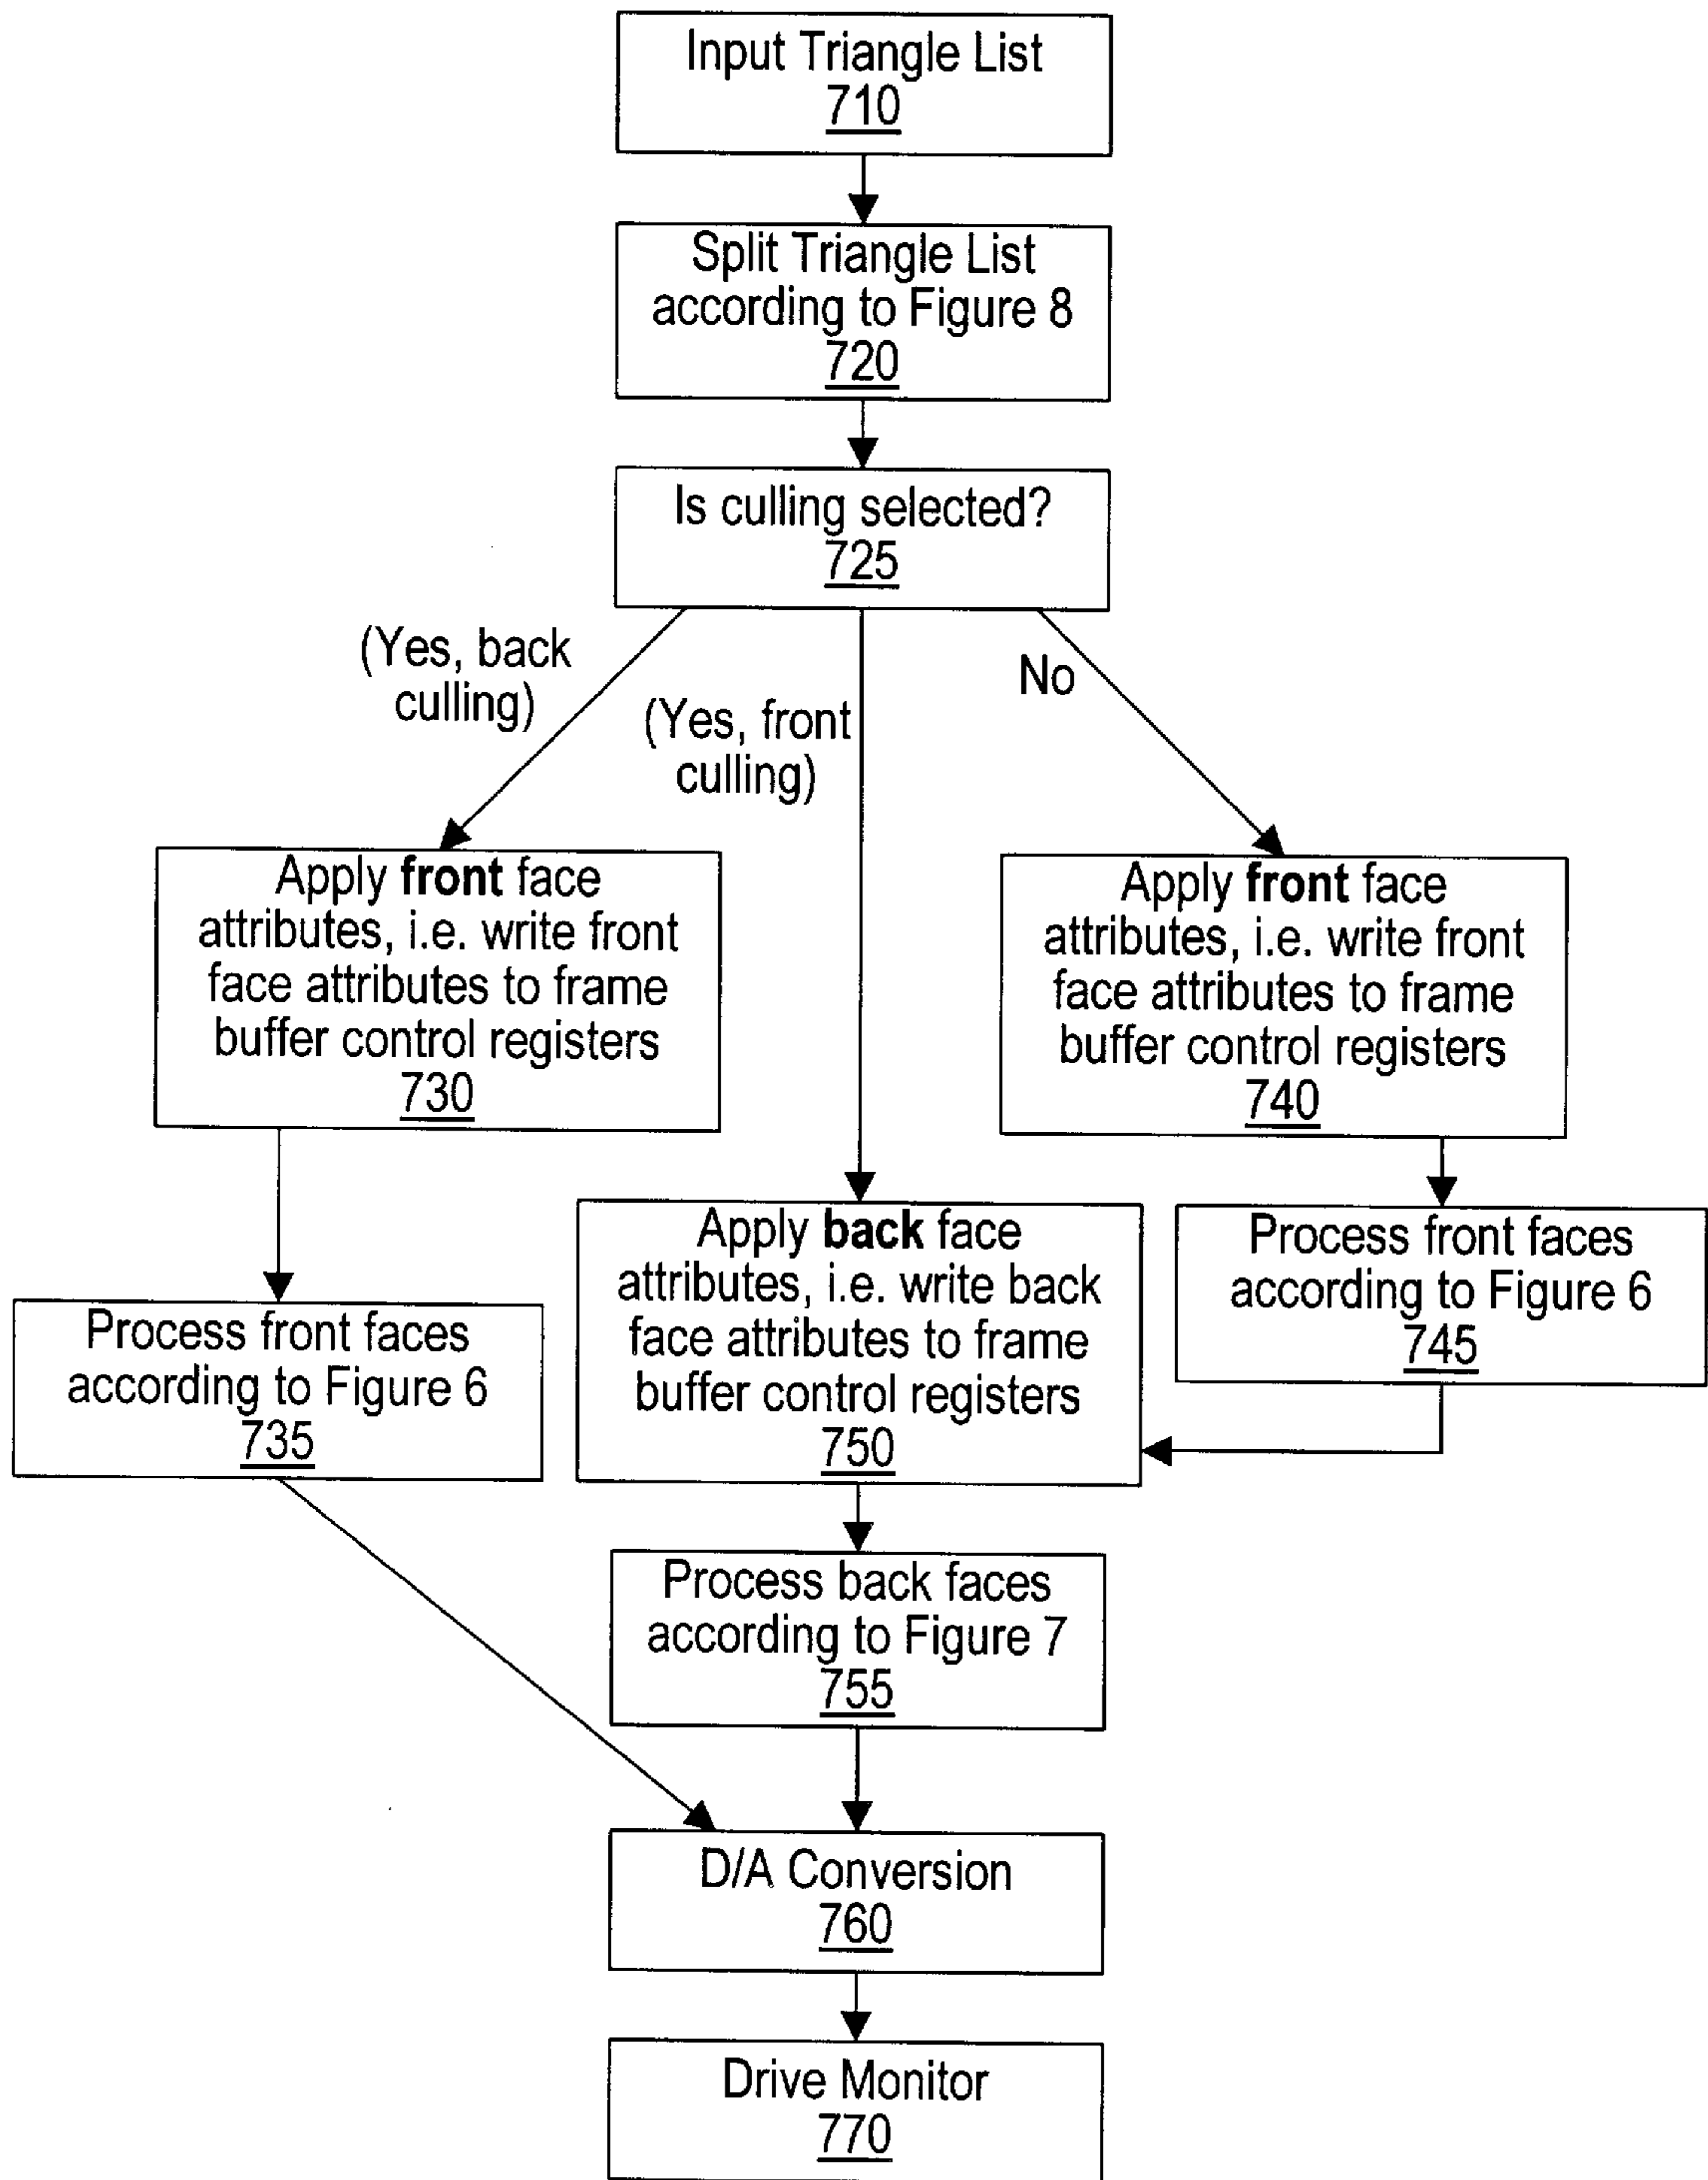 Input Triangle List
710
Split Triangle List
according to Figure 8
720
Is culling selected?
725
(Yes, back
culling)
(Yes, front
culling)
No
Apply front face
attributes, i.e. write front
face attributes to frame
buffer control registers
730
Apply front face
attributes, i.e. write front
face attributes to frame
buffer control registers
740
Process front faces
according to Figure 6
735
Apply back face
attributes, i.e. write back
face attributes to frame
buffer control registers
750
Process front faces
according to Figure 6
745
Process back faces
according to Figure 7
755
D/A Conversion
760
Drive Monitor
770